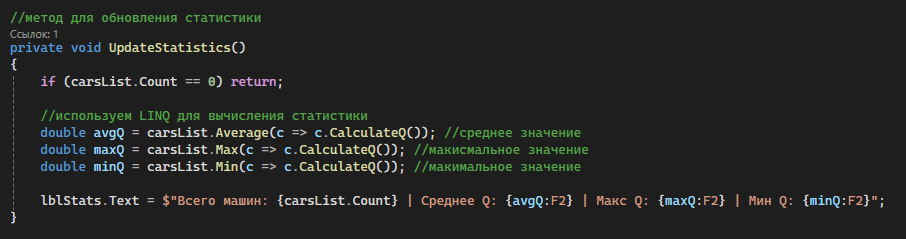 //метод для обновления статистики
Ссылок: 1
private void UpdateStatistics()
{
if (carsList.Count == 0) return;
//используем LINQ для вычисления статистики
double avgQ = carsList.Average(c => c.CalculateQ()); //среднее значение
double maxQ = carsList.Max(c => c.CalculateQ()); //макисмальное значение
double minQ = carsList.Min(c => c.CalculateQ()); //макимальное значение
lblStats.Text = $"Всего машин: {carsList.Count} | Среднее Q: {avgQ:F2} | Макс Q: {maxQ:F2} | Мин Q: {minQ:F2}";
}